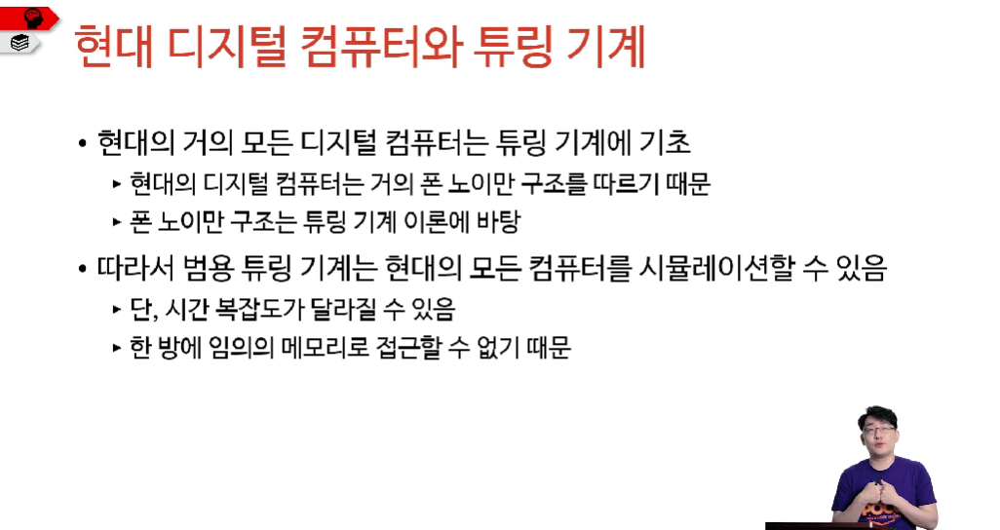 현대 디지털 컴퓨터와 튜링 기계
• 현대의 거의 모든 디지털 컴퓨터는 튜링 기계에 기초
▸ 현대의 디지털 컴퓨터는 거의 폰 노이만 구조를 따르기 때문
▸ 폰 노이만 구조는 튜링 기계 이론에 바탕
• 따라서 범용 튜링 기계는 현대의 모든 컴퓨터를 시뮬레이션할 수 있음
▸ 단, 시간 복잡도가 달라질 수 있음
▸ 한 방에 임의의 메모리로 접근할 수 없기 때문